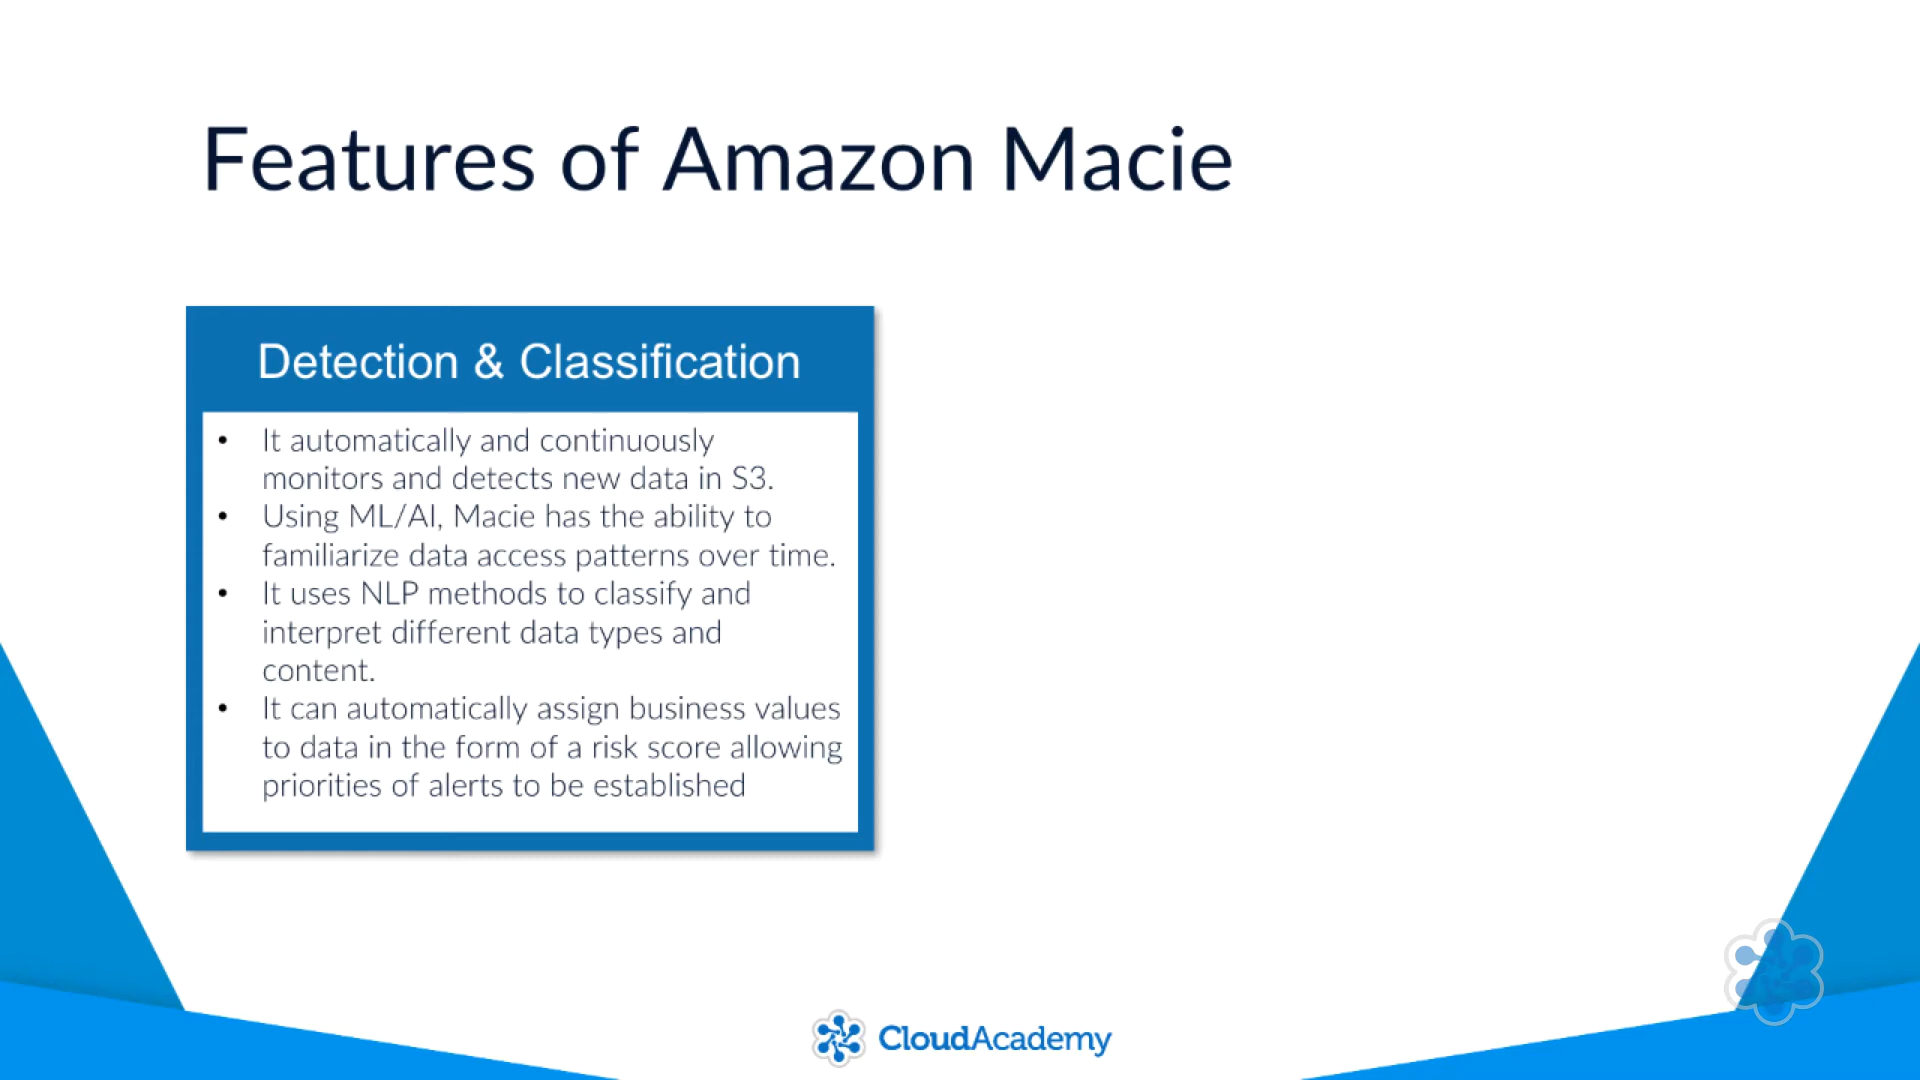 Features of Amazon Macie
Detection & Classification
• It automatically and continuously
monitors and detects new data in S3.
• Using ML/AI, Macie has the ability to
familiarize data access patterns over time.
• It uses NLP methods to classify and
interpret different data types and
content.
• It can automatically assign business values
to data in the form of a risk score allowing
priorities of alerts to be established
CloudAcademy